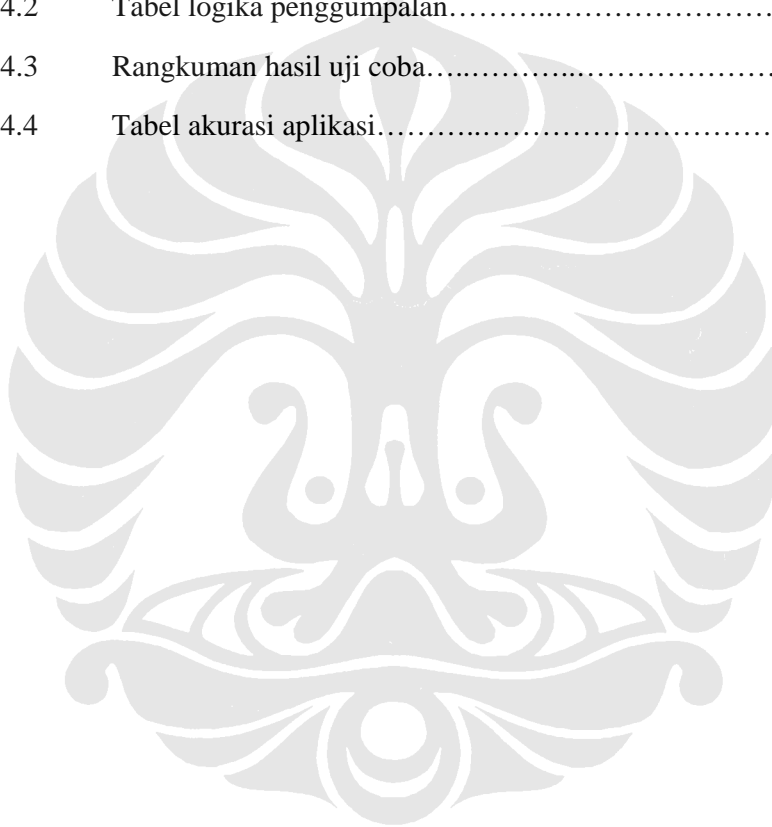 4.2 Tabel logika penggumpalan………..…………………
4.3 Rangkuman hasil uji coba…..………..…………………
4.4 Tabel akurasi aplikasi………..…………………………